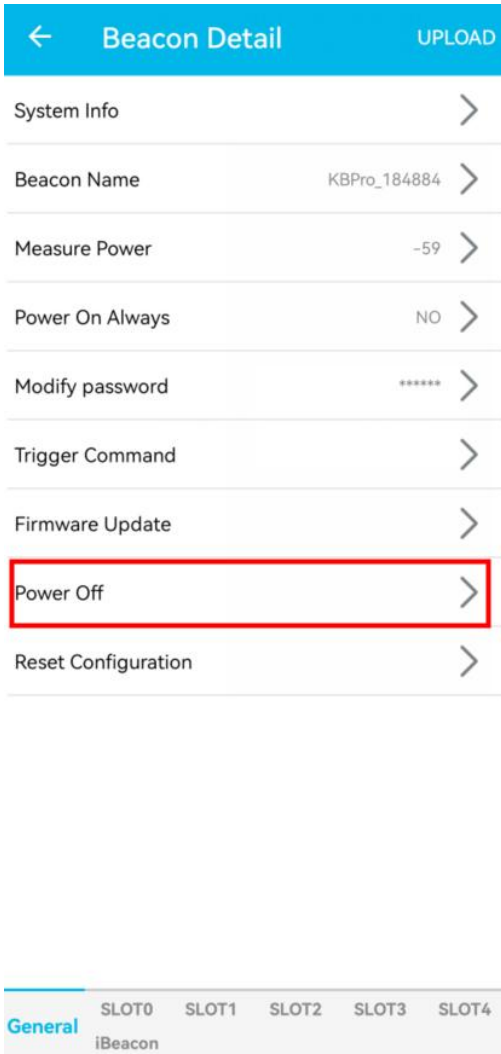 Beacon Detail UPLOAD
System Info
Beacon Name KBPro_184884
Measure Power -59
Power On Always NO
Modify password ******
Trigger Command
Firmware Update
Power Off
Reset Configuration
General SLOT0 SLOT1 SLOT2 SLOT3 SLOT4
iBeacon